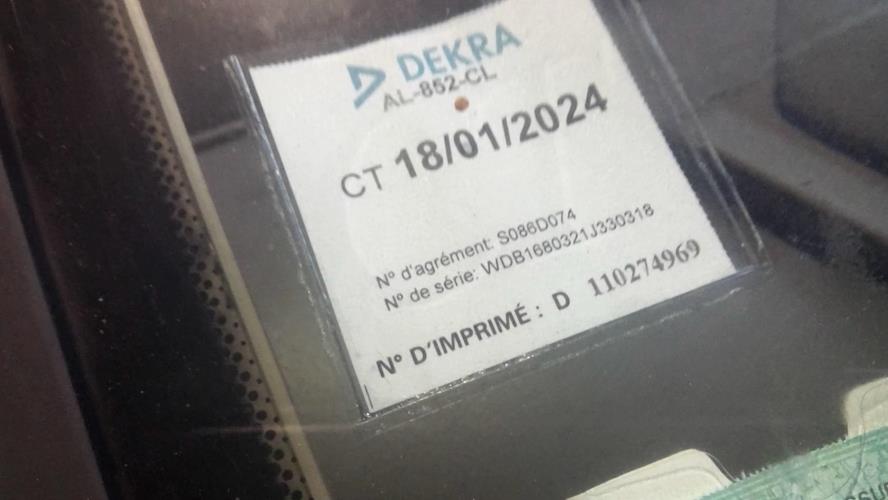 DEKRA
AL-852-CL
CT 18/01/2024
N° d'agrément: S086D074
N° de série: WDB1680321J330318
N° D'IMPRIMÉ : D 110274969